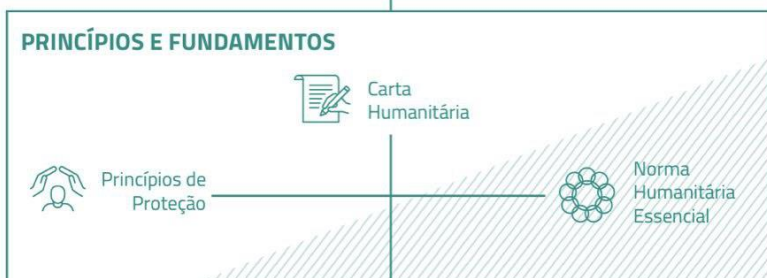 PRINCÍPIOS E FUNDAMENTOS
Carta
Humanitária
Princípios de
Proteção
Norma
Humanitária
Essencial